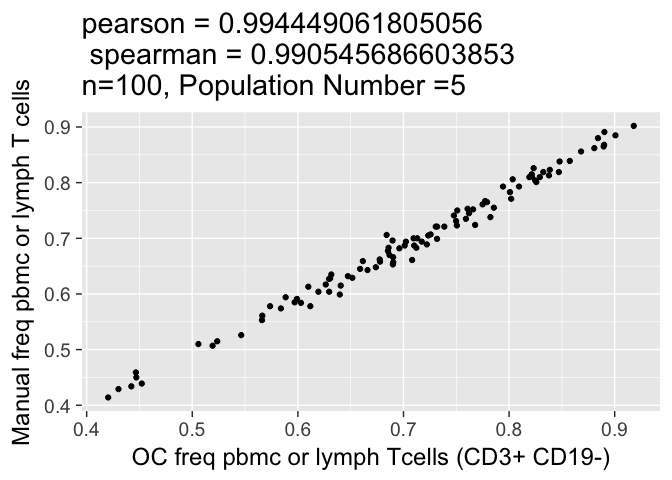 pearson = 0.994449061805056
spearman = 0.990545686603853
n=100, Population Number =5
Manual freq pbmc or lymph T cells
0.9
0.8
0.7
0.6
0.5
0.4
0.4 0.5 0.6 0.7 0.8 0.9
OC freq pbmc or lymph Tcells (CD3+ CD19-)